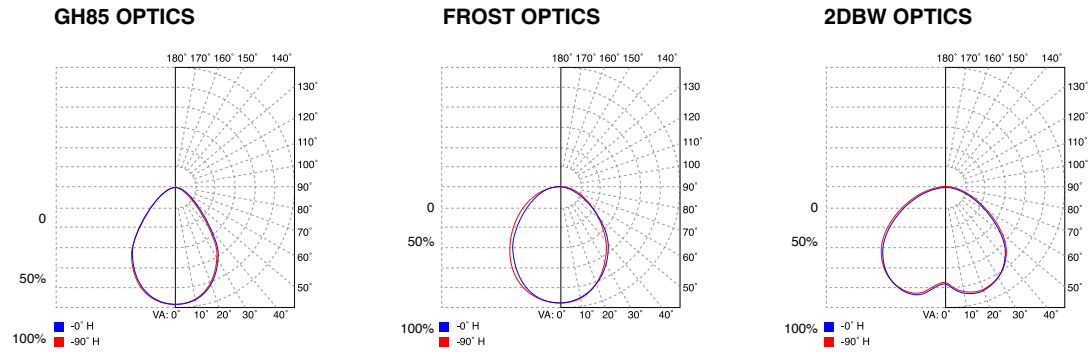 GH85 OPTICS
180˚ 170˚ 160˚ 150˚ 140˚
130˚
120˚
110˚
100˚
90˚
80˚
70˚
60˚
50˚
0
50%
100%
VA: 0˚ 10˚ 20˚ 30˚ 40˚
-0˚ H
-90˚ H
FROST OPTICS
180˚ 170˚ 160˚ 150˚ 140˚
130
120
110
100
90
80
70
60
50
0
50%
100%
VA: 0˚ 10˚ 20˚ 30˚ 40˚
-0˚ H
-90˚ H
2DBW OPTICS
180˚ 170˚ 160˚ 150˚ 140˚
130˚
120˚
110˚
100˚
90˚
80˚
70˚
60˚
50˚
0
50%
100%
VA: 0˚ 10˚ 20˚ 30˚ 40˚
-0˚ H
-90˚ H